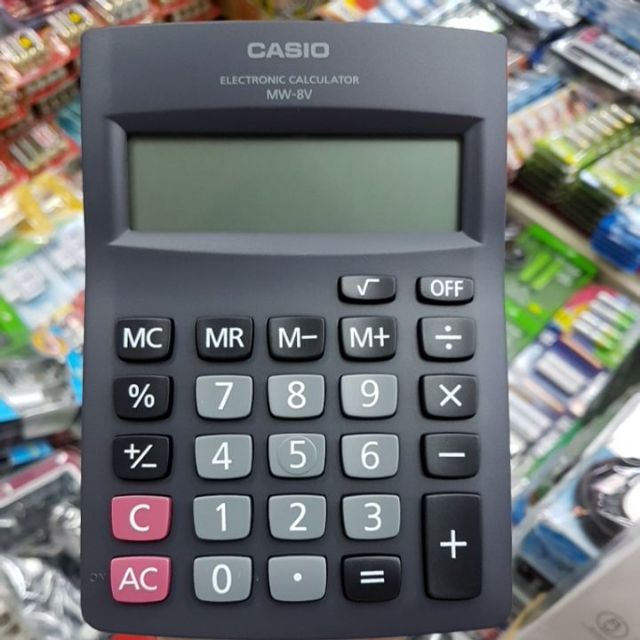 CASIO
ELECTRONIC CALCULATOR
MW-8V
√ OFF
MC MR M− M+ ÷
% 7 8 9 ×
+/− 4 5 6 −
C 1 2 3
AC 0 · = +